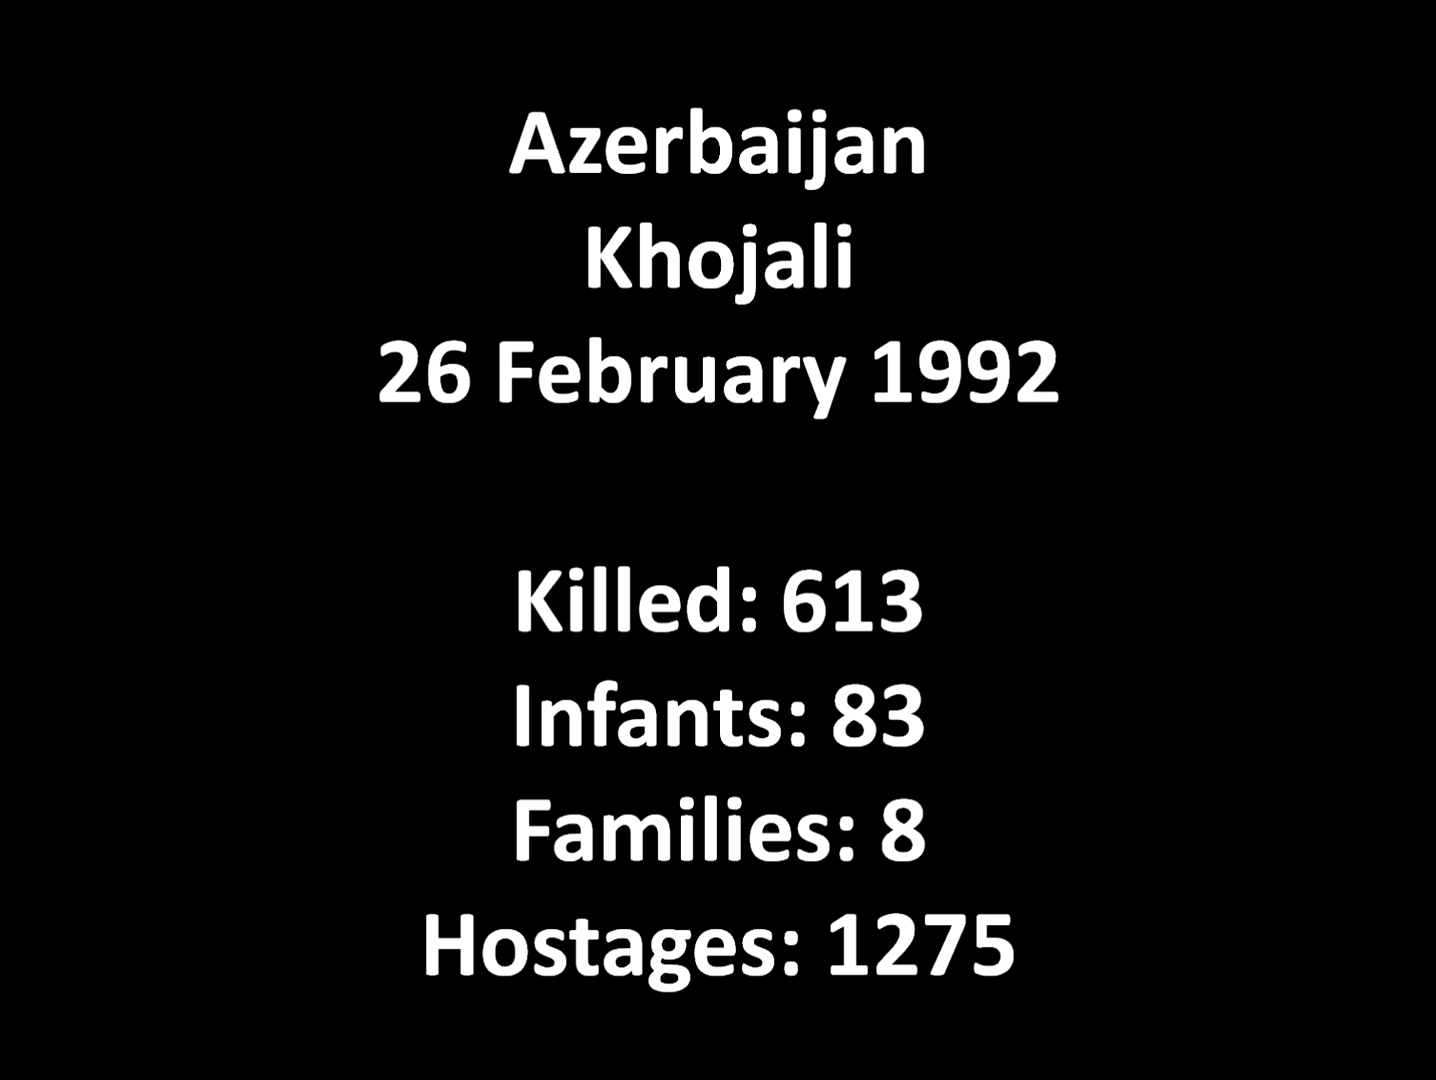 Azerbaijan
Khojali
26 February 1992
Killed: 613
Infants: 83
Families: 8
Hostages: 1275